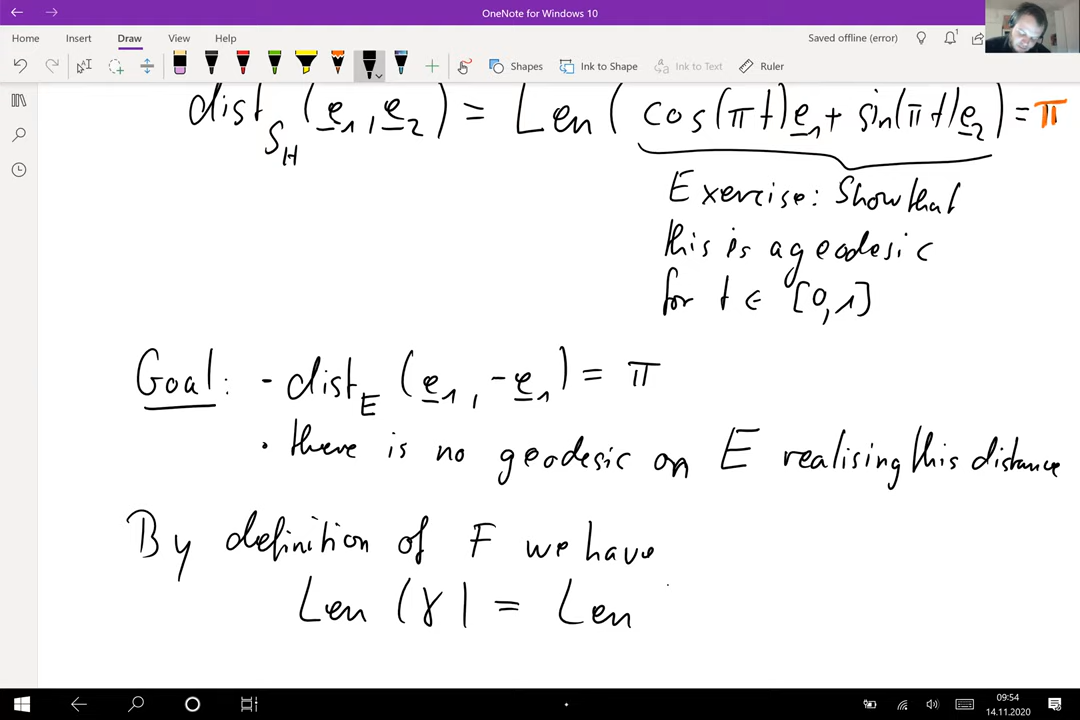 OneNote for Windows 10
Home Insert Draw View Help Saved offline (error)
Shapes Ink to Shape Ink to Text Ruler
dist_{S_H} (e_1, e_2) = Len ( cos(πt) e_1 + sin(πt) e_2 ) = π
Exercise: Show that
this is a geodesic
for t ∈ [0,1]
Goal: - dist_E (e_1, -e_1) = π
· there is no geodesic on E realising this distance
By definition of F we have
Len (γ) = Len
09:54
14.11.2020